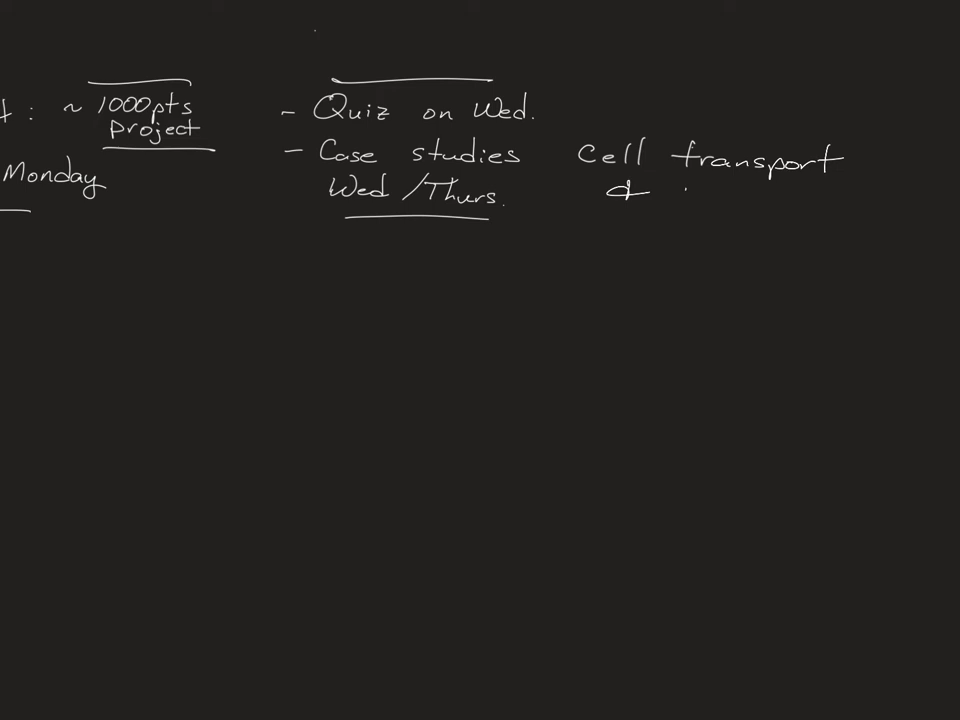 : ~ 1000pts
project
Monday
- Quiz on Wed.
- Case studies
Wed / Thurs.
Cell transport
&